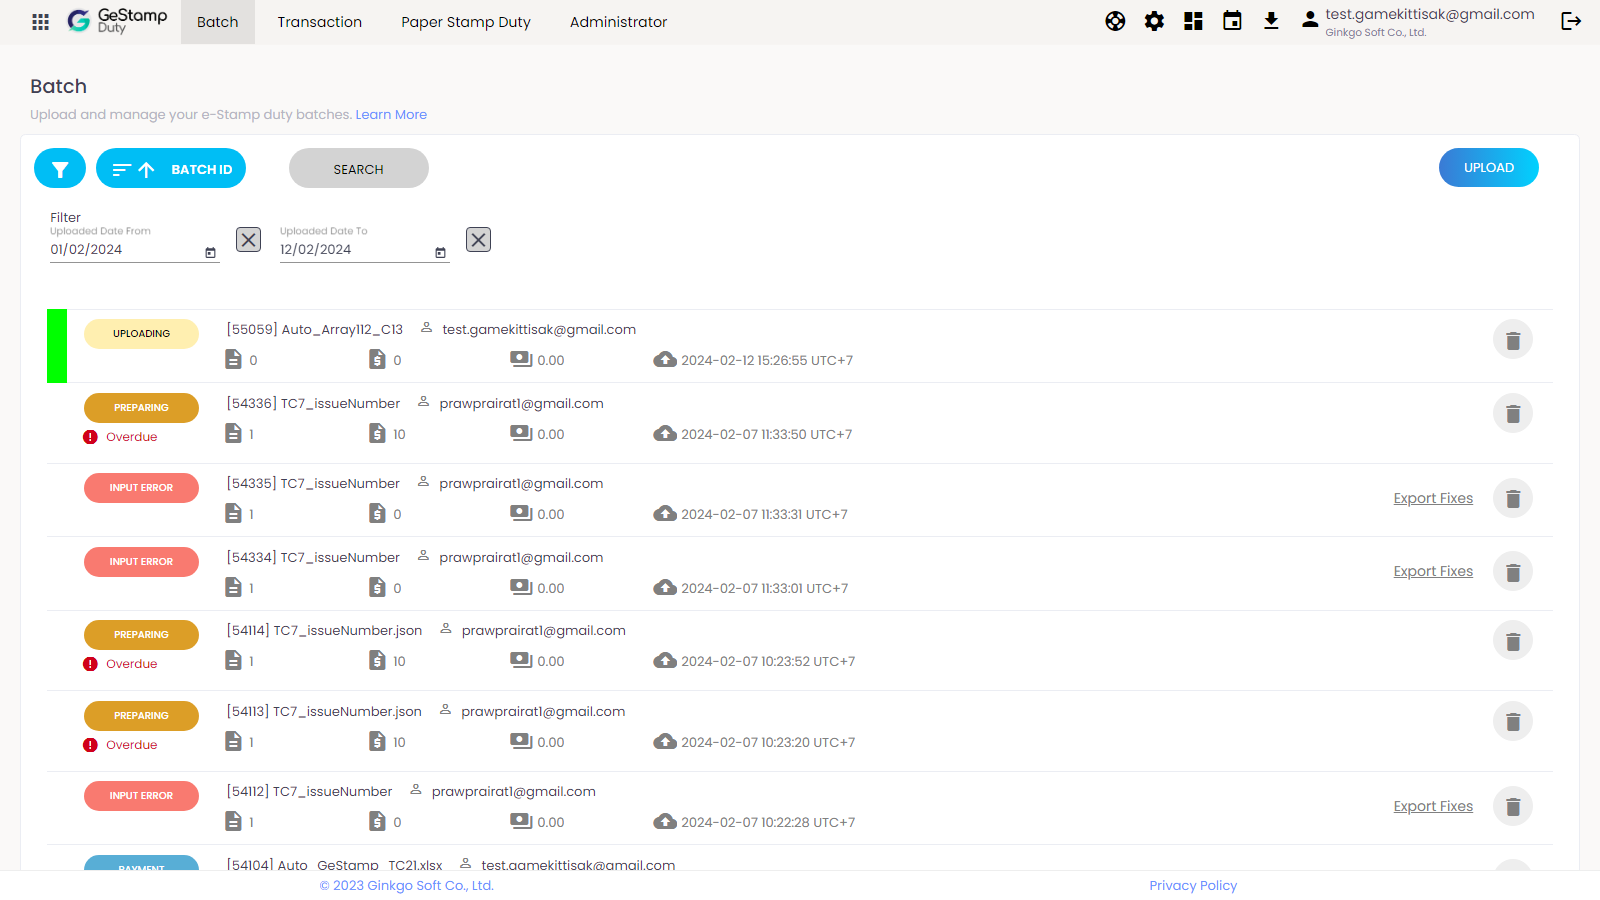 GeStamp
Duty
Batch
Transaction
Paper Stamp Duty
Administrator
test.gamekittisak@gmail.com
Ginkgo Soft Co., Ltd.
Batch
Upload and manage your e-Stamp duty batches. Learn More
BATCH ID
SEARCH
UPLOAD
Filter
Uploaded Date From
01/02/2024
Uploaded Date To
12/02/2024
UPLOADING
[55059] Auto_Array112_C13 test.gamekittisak@gmail.com
0 0 0.00 2024-02-12 15:26:55 UTC+7
PREPARING
Overdue
[54336] TC7_issueNumber prawprairat1@gmail.com
1 10 0.00 2024-02-07 11:33:50 UTC+7
INPUT ERROR
[54335] TC7_issueNumber prawprairat1@gmail.com
1 0 0.00 2024-02-07 11:33:31 UTC+7
Export Fixes
INPUT ERROR
[54334] TC7_issueNumber prawprairat1@gmail.com
1 0 0.00 2024-02-07 11:33:01 UTC+7
Export Fixes
PREPARING
Overdue
[54114] TC7_issueNumber.json prawprairat1@gmail.com
1 10 0.00 2024-02-07 10:23:52 UTC+7
PREPARING
Overdue
[54113] TC7_issueNumber.json prawprairat1@gmail.com
1 10 0.00 2024-02-07 10:23:20 UTC+7
INPUT ERROR
[54112] TC7_issueNumber prawprairat1@gmail.com
1 0 0.00 2024-02-07 10:22:28 UTC+7
Export Fixes
PAYMENT
[54104] Auto_GeStamp_TC21.xlsx test.gamekittisak@gmail.com
© 2023 Ginkgo Soft Co., Ltd.
Privacy Policy